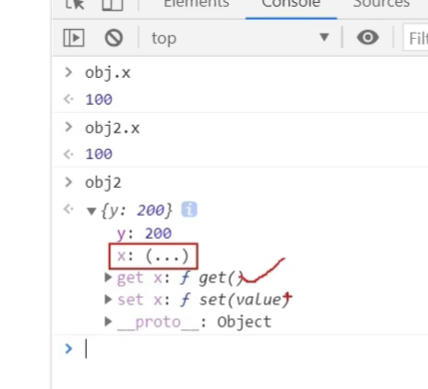 Elements Console Sources
top Filt
> obj.x
100
> obj2.x
100
> obj2
{y: 200} i
y: 200
x: (...)
get x: ƒ get()
set x: ƒ set(value)
__proto__: Object
>